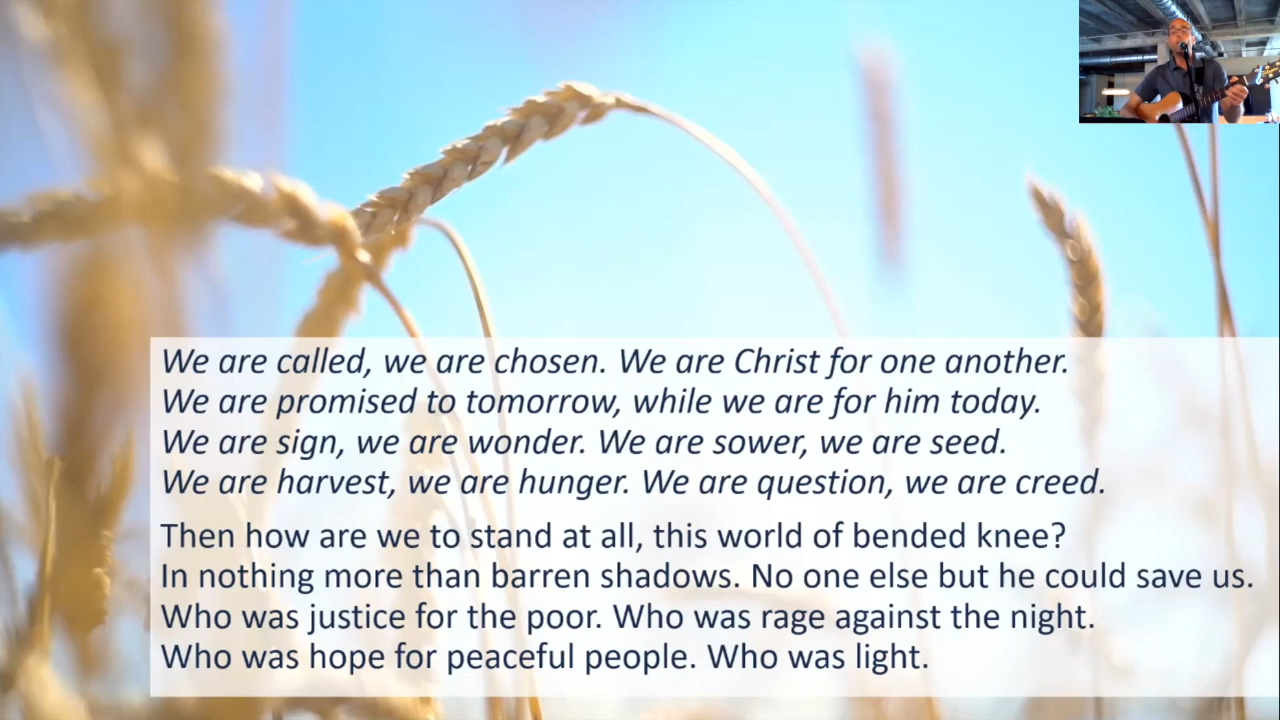 We are called, we are chosen. We are Christ for one another.
We are promised to tomorrow, while we are for him today.
We are sign, we are wonder. We are sower, we are seed.
We are harvest, we are hunger. We are question, we are creed.
Then how are we to stand at all, this world of bended knee?
In nothing more than barren shadows. No one else but he could save us.
Who was justice for the poor. Who was rage against the night.
Who was hope for peaceful people. Who was light.